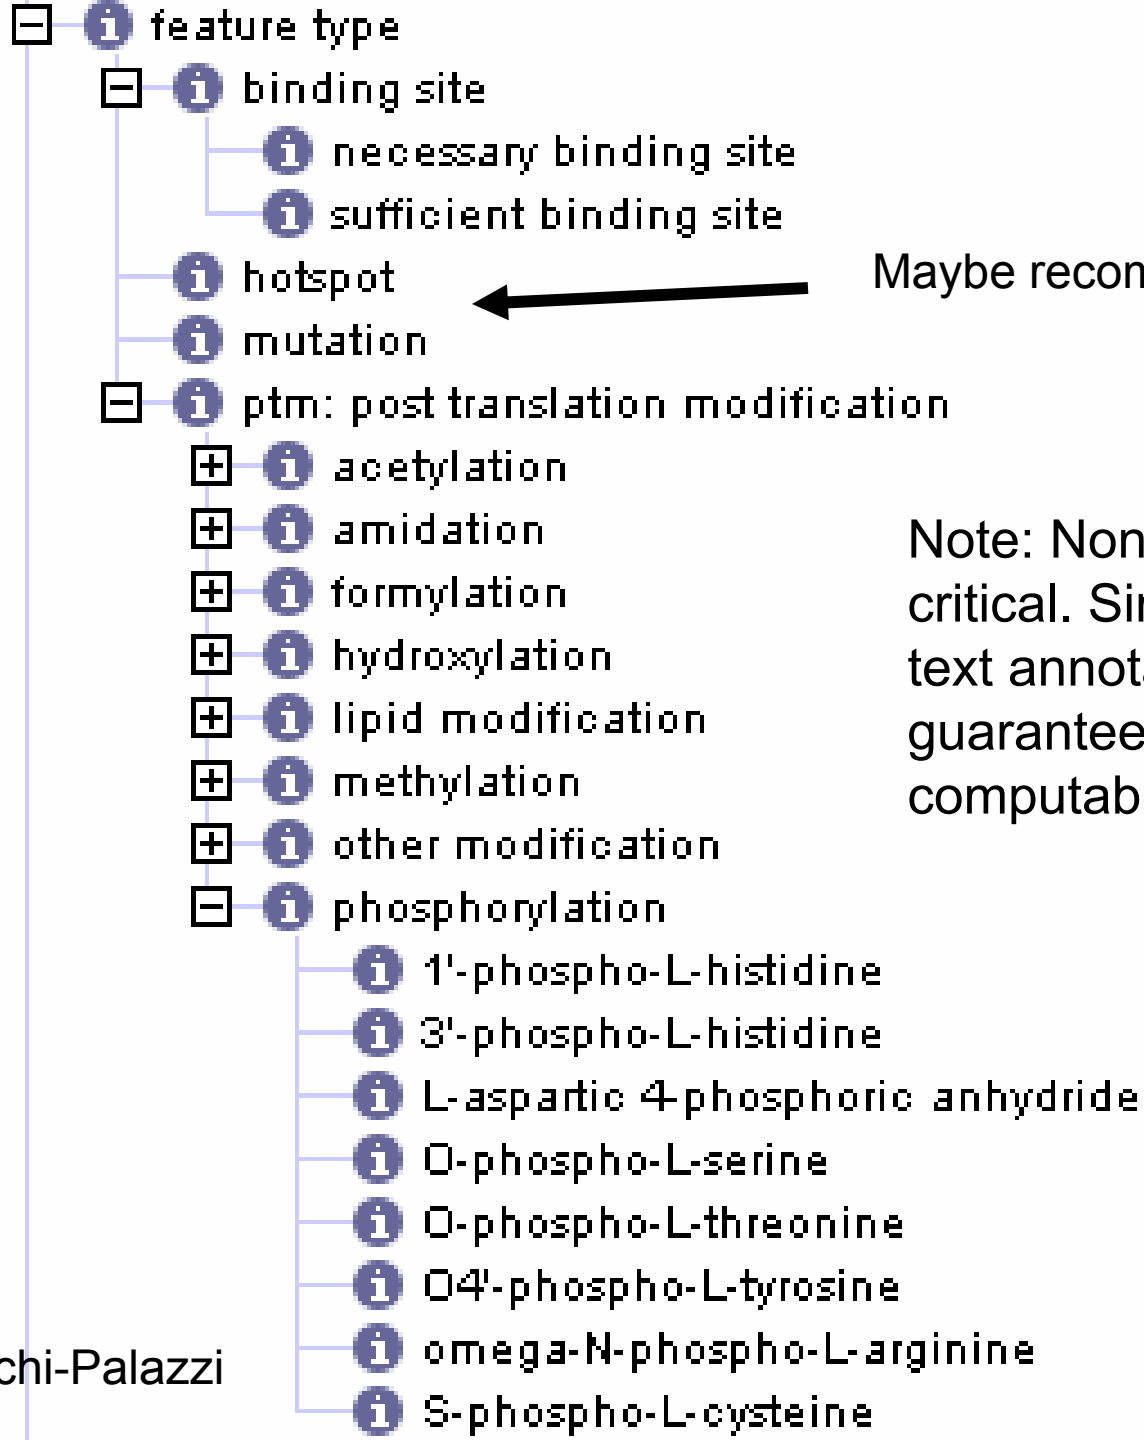 feature type
binding site
necessary binding site
sufficient binding site
hotspot
Maybe recom
mutation
ptm: post translation modification
acetylation
amidation
Note: Non
formylation
critical. Sin
hydroxylation
text annota
lipid modification
guarantee
methylation
computab
other modification
phosphorylation
1'-phospho-L-histidine
3'-phospho-L-histidine
L-aspartic 4-phosphoric anhydride
O-phospho-L-serine
O-phospho-L-threonine
O4'-phospho-L-tyrosine
omega-N-phospho-L-arginine
chi-Palazzi
S-phospho-L-cysteine